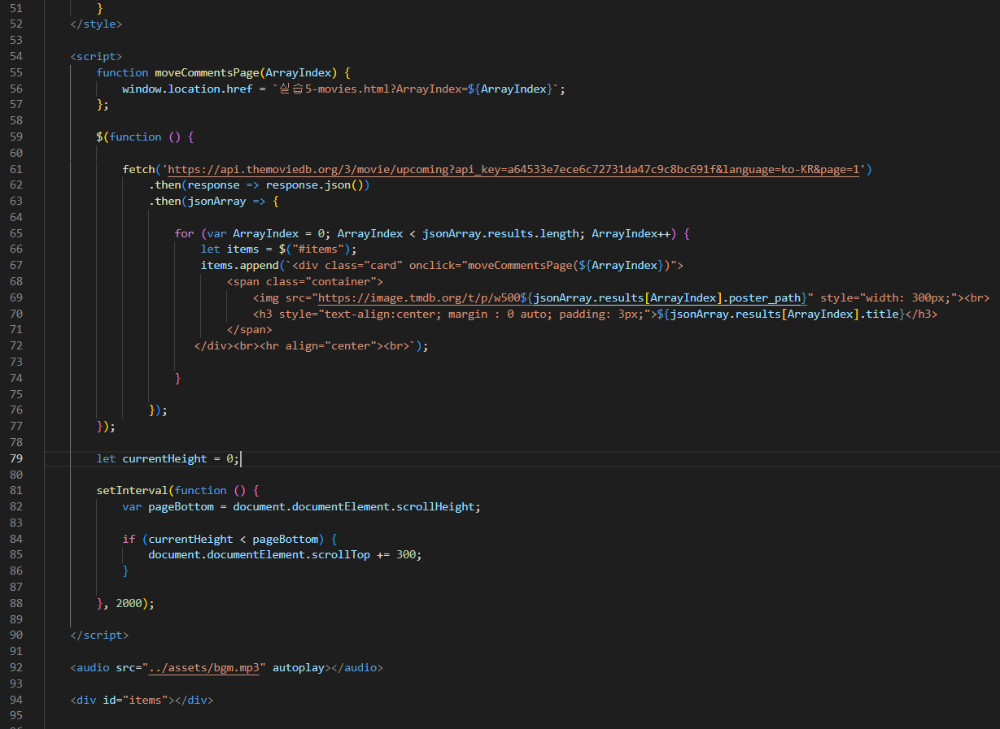 51 }
52 </style>
53
54 <script>
55 function moveCommentsPage(ArrayIndex) {
56 window.location.href = `실습5-movies.html?ArrayIndex=${ArrayIndex}`;
57 };
58
59 $(function () {
60
61 fetch('https://api.themoviedb.org/3/movie/upcoming?api_key=a64533e7ece6c72731da47c9c8bc691f&language=ko-KR&page=1')
62 .then(response => response.json())
63 .then(jsonArray => {
64
65 for (var ArrayIndex = 0; ArrayIndex < jsonArray.results.length; ArrayIndex++) {
66 let items = $("#items");
67 items.append(`<div class="card" onclick="moveCommentsPage(${ArrayIndex})">
68 <span class="container">
69 <img src="https://image.tmdb.org/t/p/w500${jsonArray.results[ArrayIndex].poster_path}" style="width: 300px;"><br>
70 <h3 style="text-align:center; margin : 0 auto; padding: 3px;">${jsonArray.results[ArrayIndex].title}</h3>
71 </span>
72 </div><br><hr align="center"><br>`);
73
74 }
75
76 });
77 });
78
79 let currentHeight = 0;
80
81 setInterval(function () {
82 var pageBottom = document.documentElement.scrollHeight;
83
84 if (currentHeight < pageBottom) {
85 document.documentElement.scrollTop += 300;
86 }
87
88 }, 2000);
89
90 </script>
91
92 <audio src="../assets/bgm.mp3" autoplay></audio>
93
94 <div id="items"></div>
95